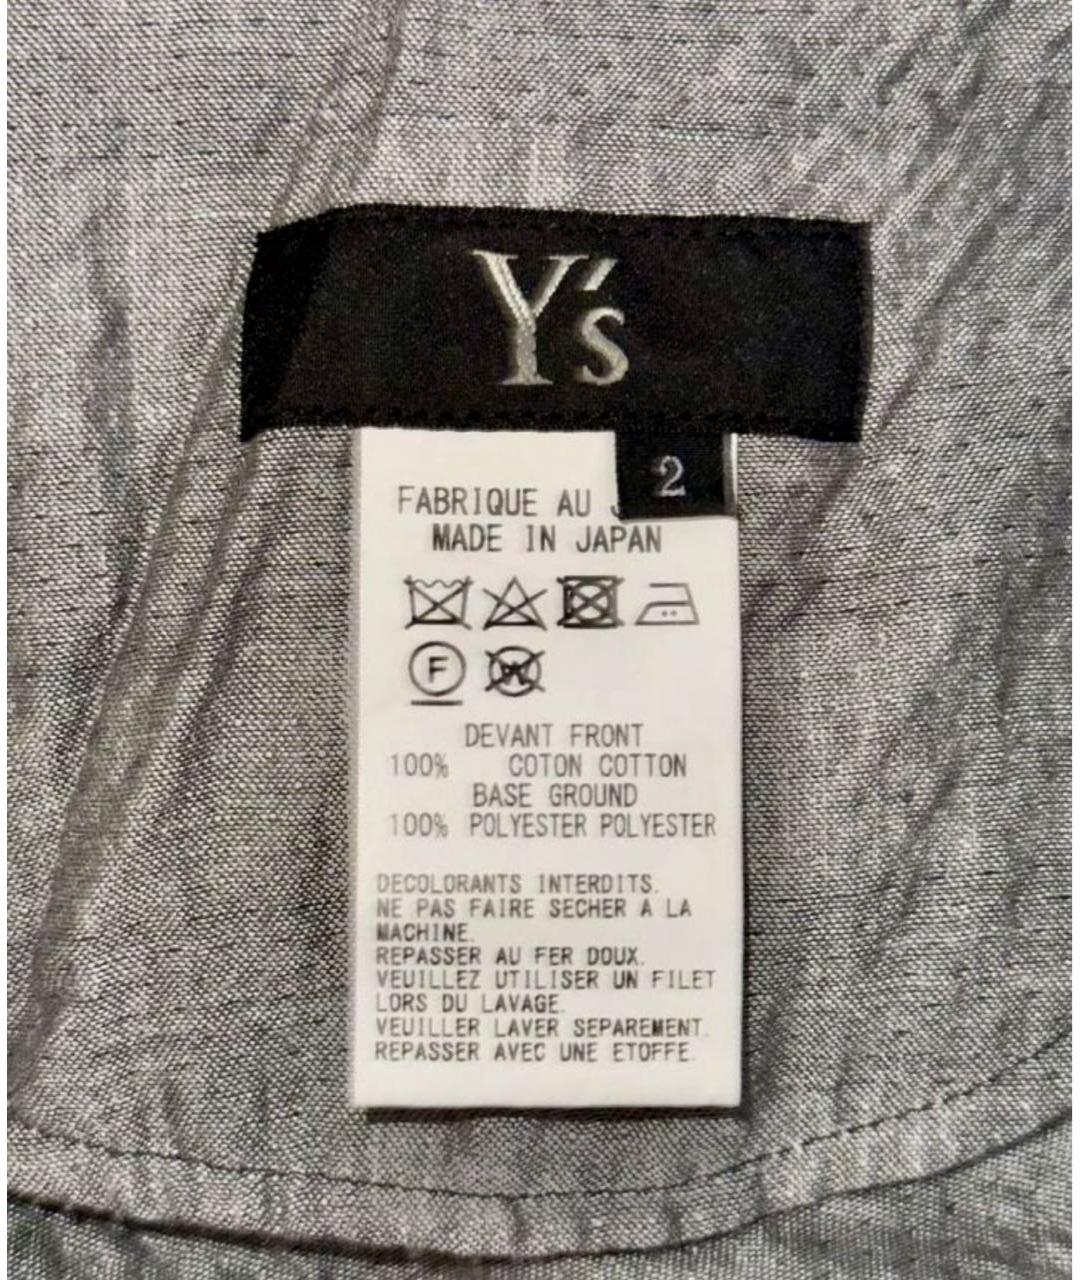 Y's
2
FABRIQUE AU
MADE IN JAPAN
F
W
DEVANT FRONT
100% COTON COTTON
BASE GROUND
100% POLYESTER POLYESTER
DECOLORANTS INTERDITS.
NE PAS FAIRE SECHER A LA
MACHINE.
REPASSER AU FER DOUX.
VEUILLEZ UTILISER UN FILET
LORS DU LAVAGE.
VEUILLER LAVER SEPAREMENT.
REPASSER AVEC UNE ETOFFE.